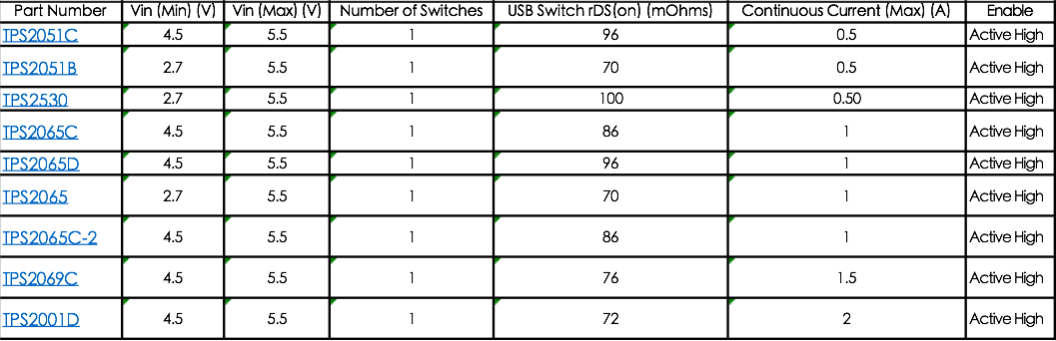 Part Number Vin (Min) (V) Vin (Max) (V) Number of Switches USB Switch rDS(on) (mOhms) Continuous Current (Max) (A) Enable
TPS2051C 4.5 5.5 1 96 0.5 Active High
TPS2051B 2.7 5.5 1 70 0.5 Active High
TPS2530 2.7 5.5 1 100 0.50 Active High
TPS2065C 4.5 5.5 1 86 1 Active High
TPS2065D 4.5 5.5 1 96 1 Active High
TPS2065 2.7 5.5 1 70 1 Active High
TPS2065C-2 4.5 5.5 1 86 1 Active High
TPS2069C 4.5 5.5 1 76 1.5 Active High
TPS2001D 4.5 5.5 1 72 2 Active High